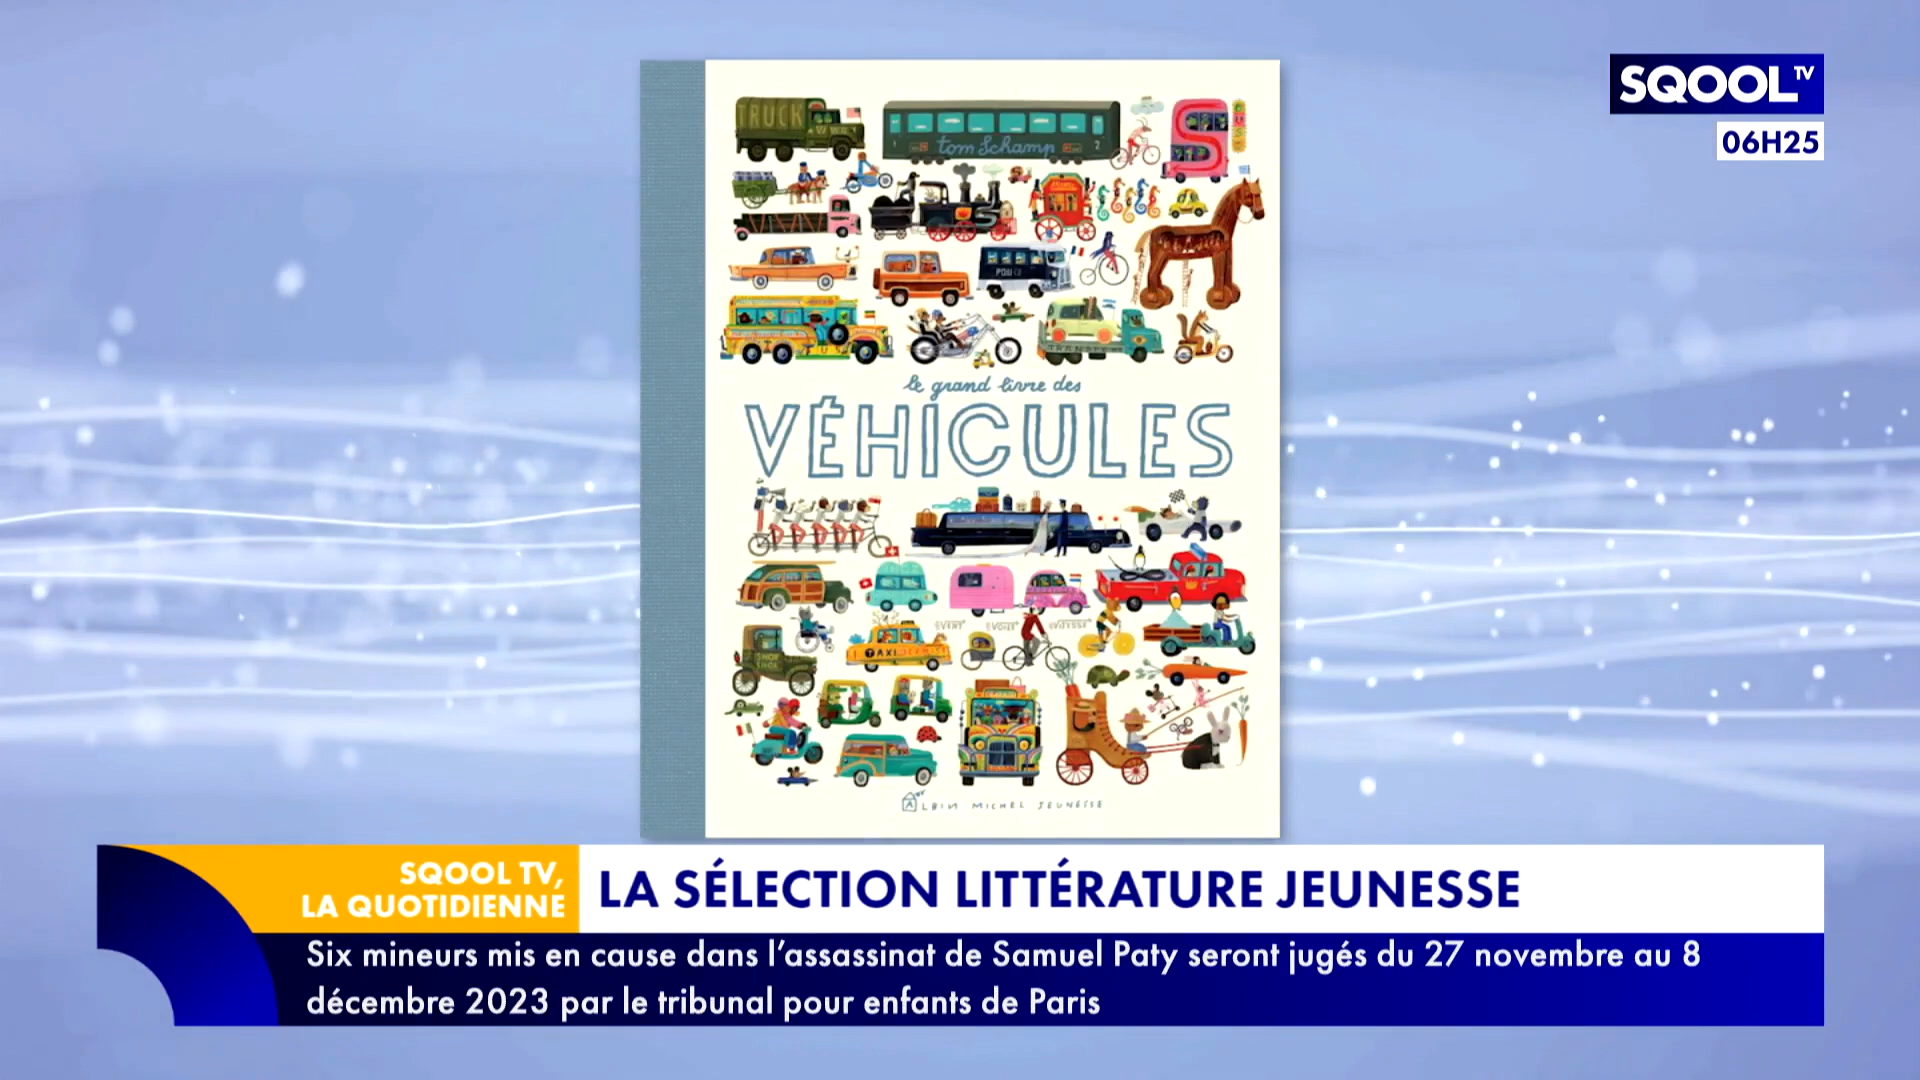 SQOOL TV
06H25
TRUCK
tom Schamp
le grand livre des
VÉHICULES
TAXI
ALBIN MICHEL JEUNESSE
SQOOL TV,
LA QUOTIDIENNE
LA SÉLECTION LITTÉRATURE JEUNESSE
Six mineurs mis en cause dans l'assassinat de Samuel Paty seront jugés du 27 novembre au 8
décembre 2023 par le tribunal pour enfants de Paris